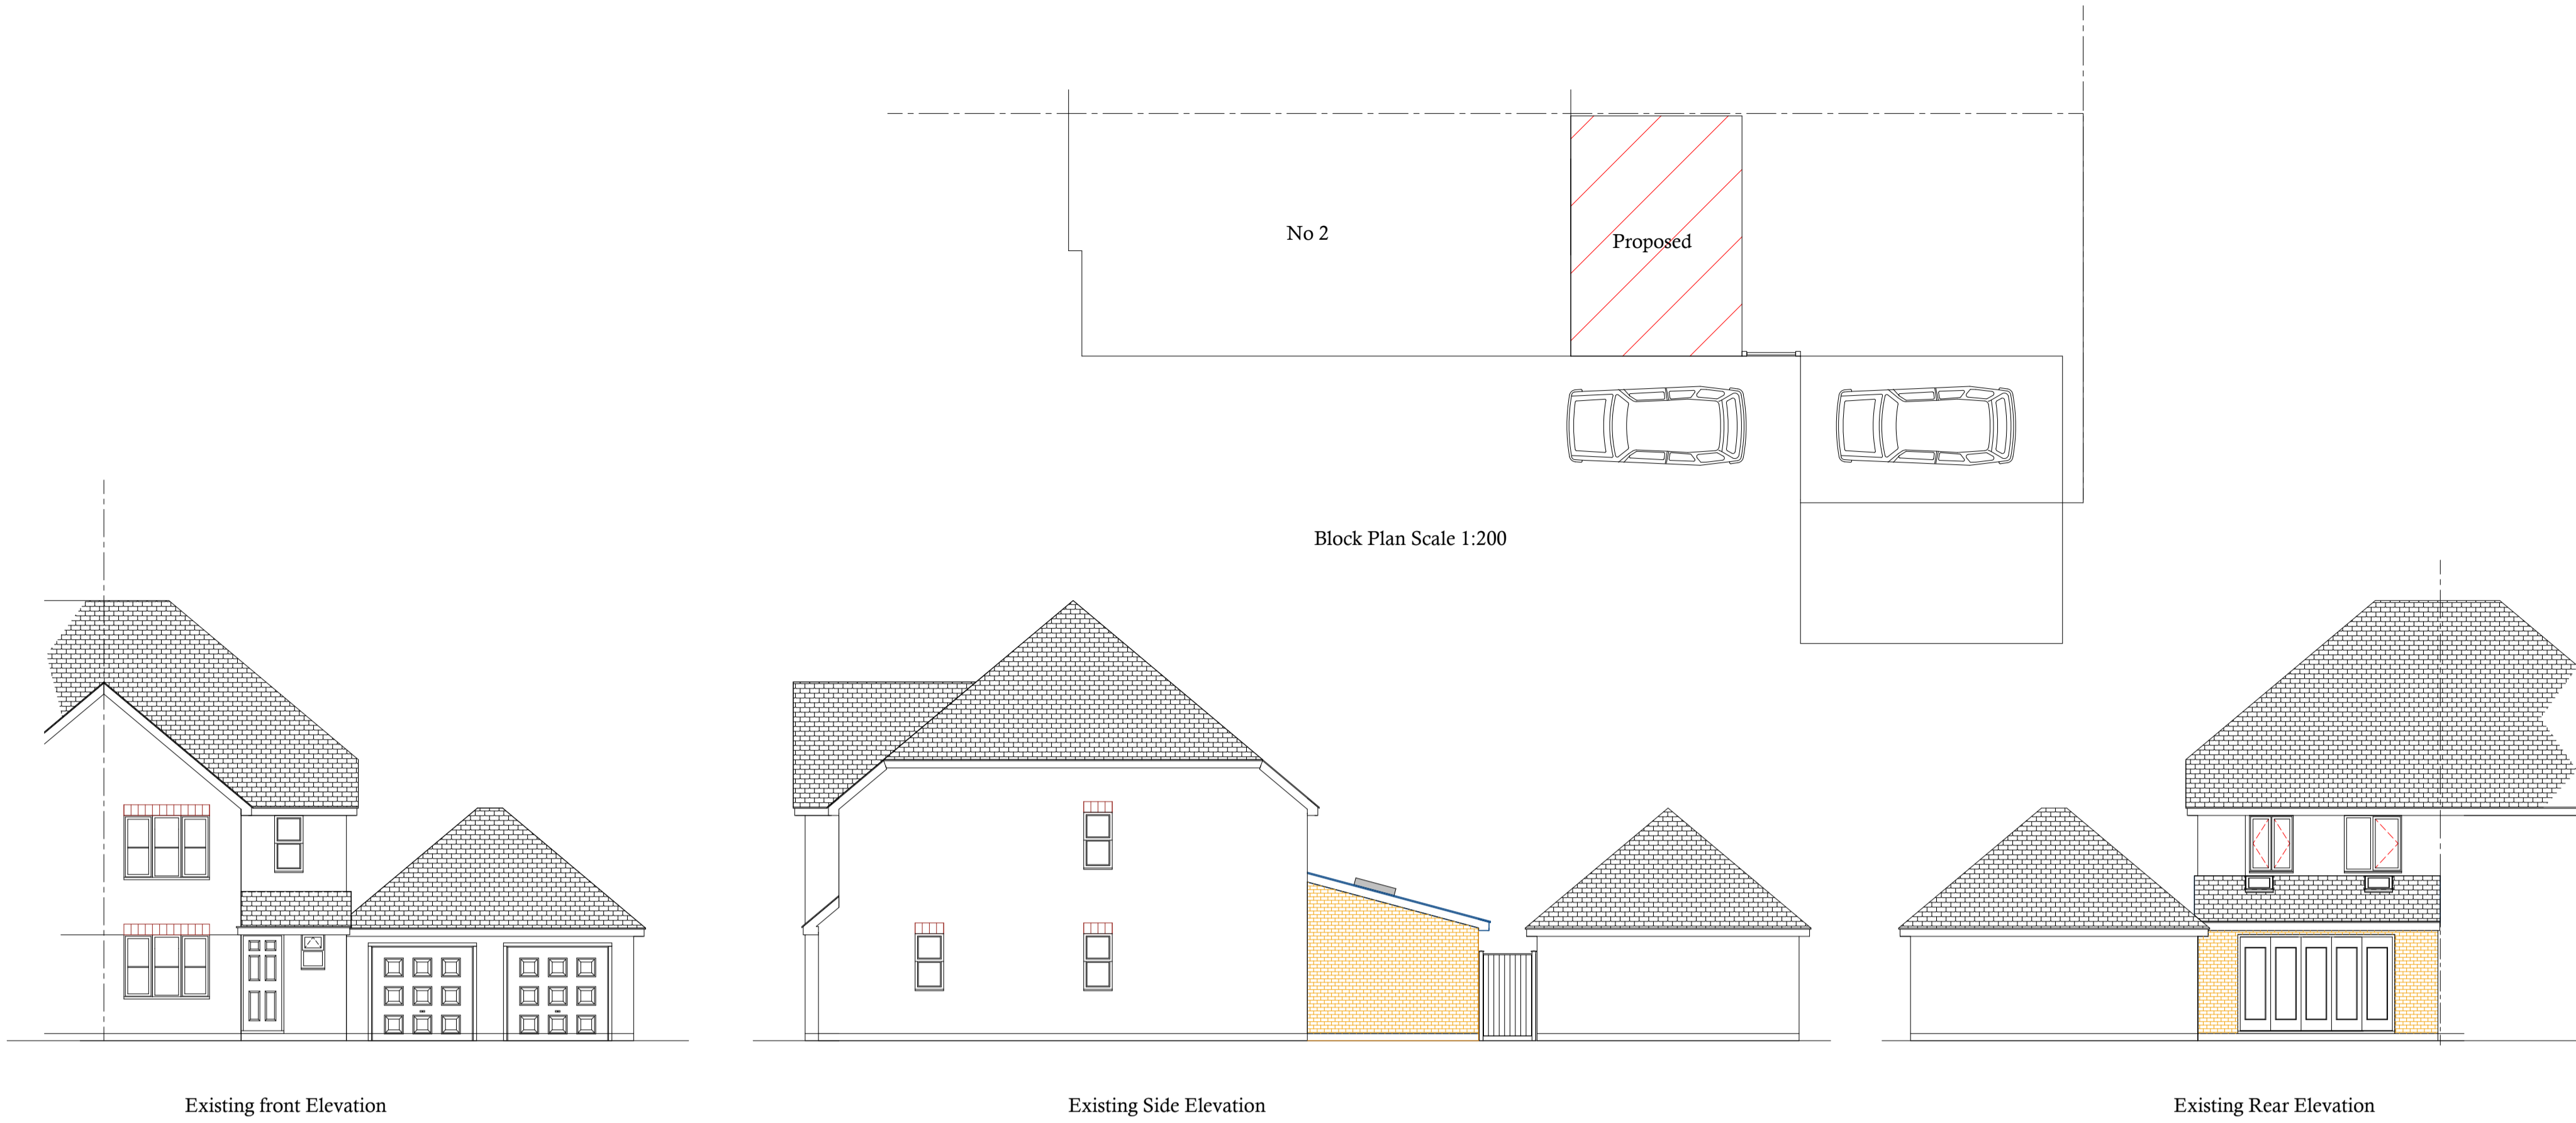 No 2
Proposed
Block Plan Scale 1:200
Existing front Elevation
Existing Side Elevation
Existing Rear Elevation